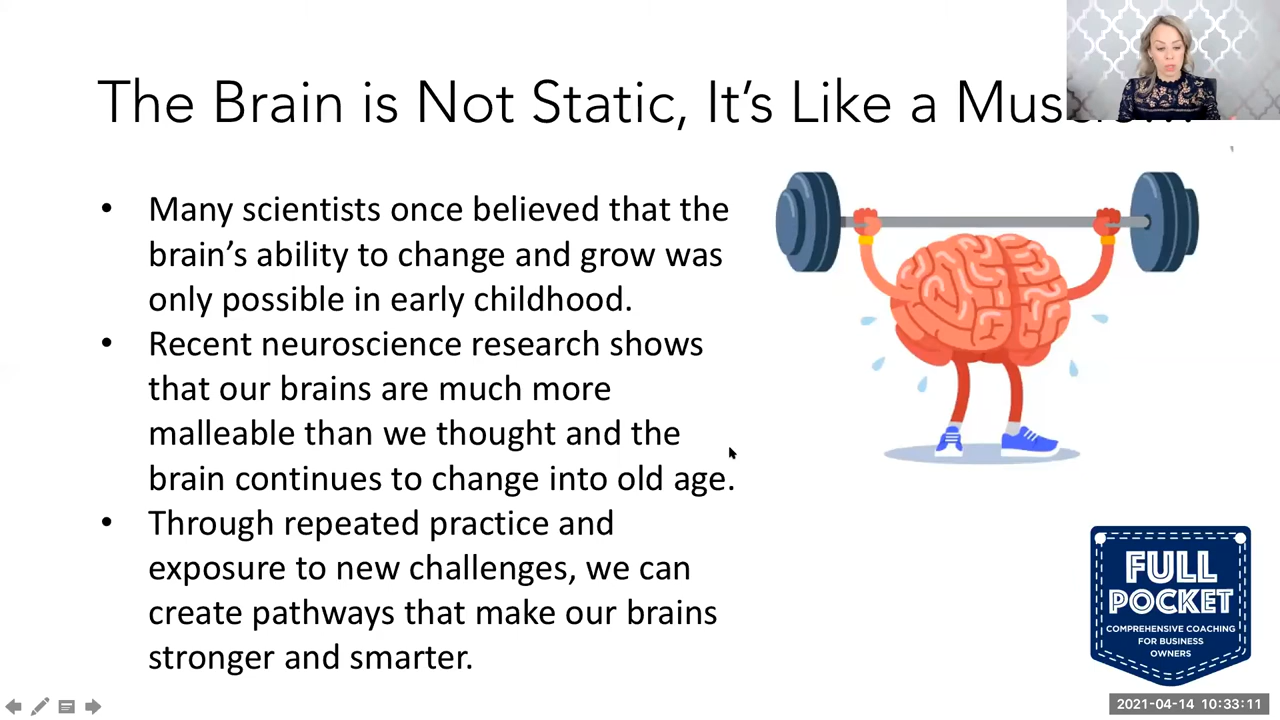 The Brain is Not Static, It's Like a
• Many scientists once believed that the
brain's ability to change and grow was
only possible in early childhood.
• Recent neuroscience research shows
that our brains are much more
malleable than we thought and the
brain continues to change into old age.
• Through repeated practice and
exposure to new challenges, we can
create pathways that make our brains
stronger and smarter.
FULL
POCKET
COMPREHENSIVE COACHING
FOR BUSINESS
OWNERS
2021-04-14 10:33:11